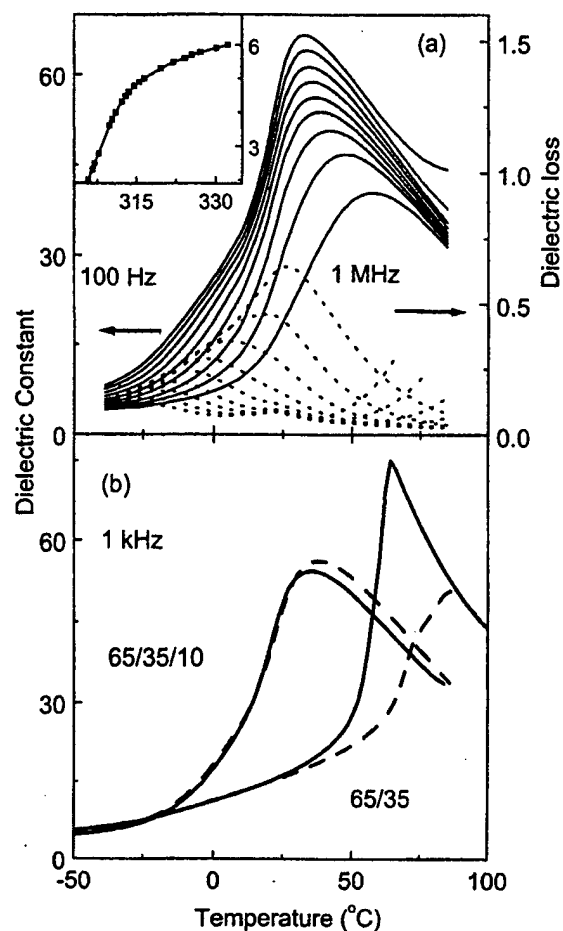 (a)
60
30
0
6
3
315
330
1.5
1.0
0.5
0.0
100 Hz
1 MHz
Dielectric loss
Dielectric Constant
(b)
1 kHz
65/35/10
65/35
60
30
0
-50
0
50
100
Temperature (°C)